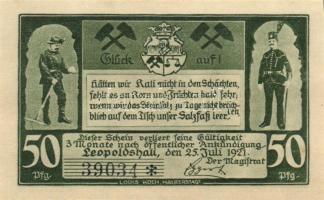 Glück auf!
Hätten wir Kali nicht in den Schächten,
fehlt es an Korn und Früchten bald sehr,
wenn wir das Steinsalz zu Tage nicht brächten
blieb auf dem Tisch unser Salzfaß leer
Dieser Schein verliert seine Gültigkeit
3 Monate nach öffentlicher Ankündigung
Leopoldshall, den 25. Juli 1921.
Der Magistrat
50 Pfg. 50 Pfg.
39034 *
LOUIS KOCH HALBERSTADT